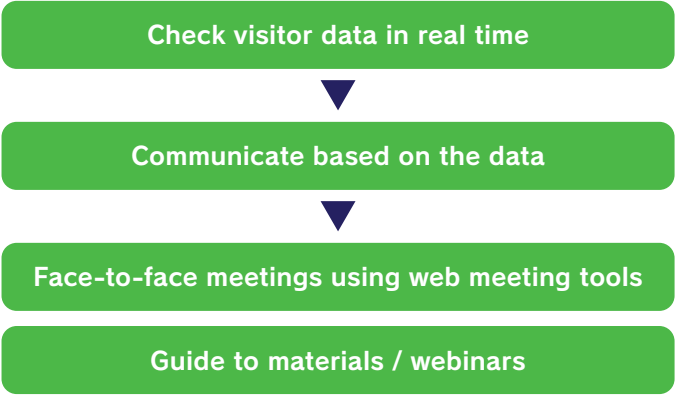 Check visitor data in real time
Communicate based on the data
Face-to-face meetings using web meeting tools
Guide to materials / webinars